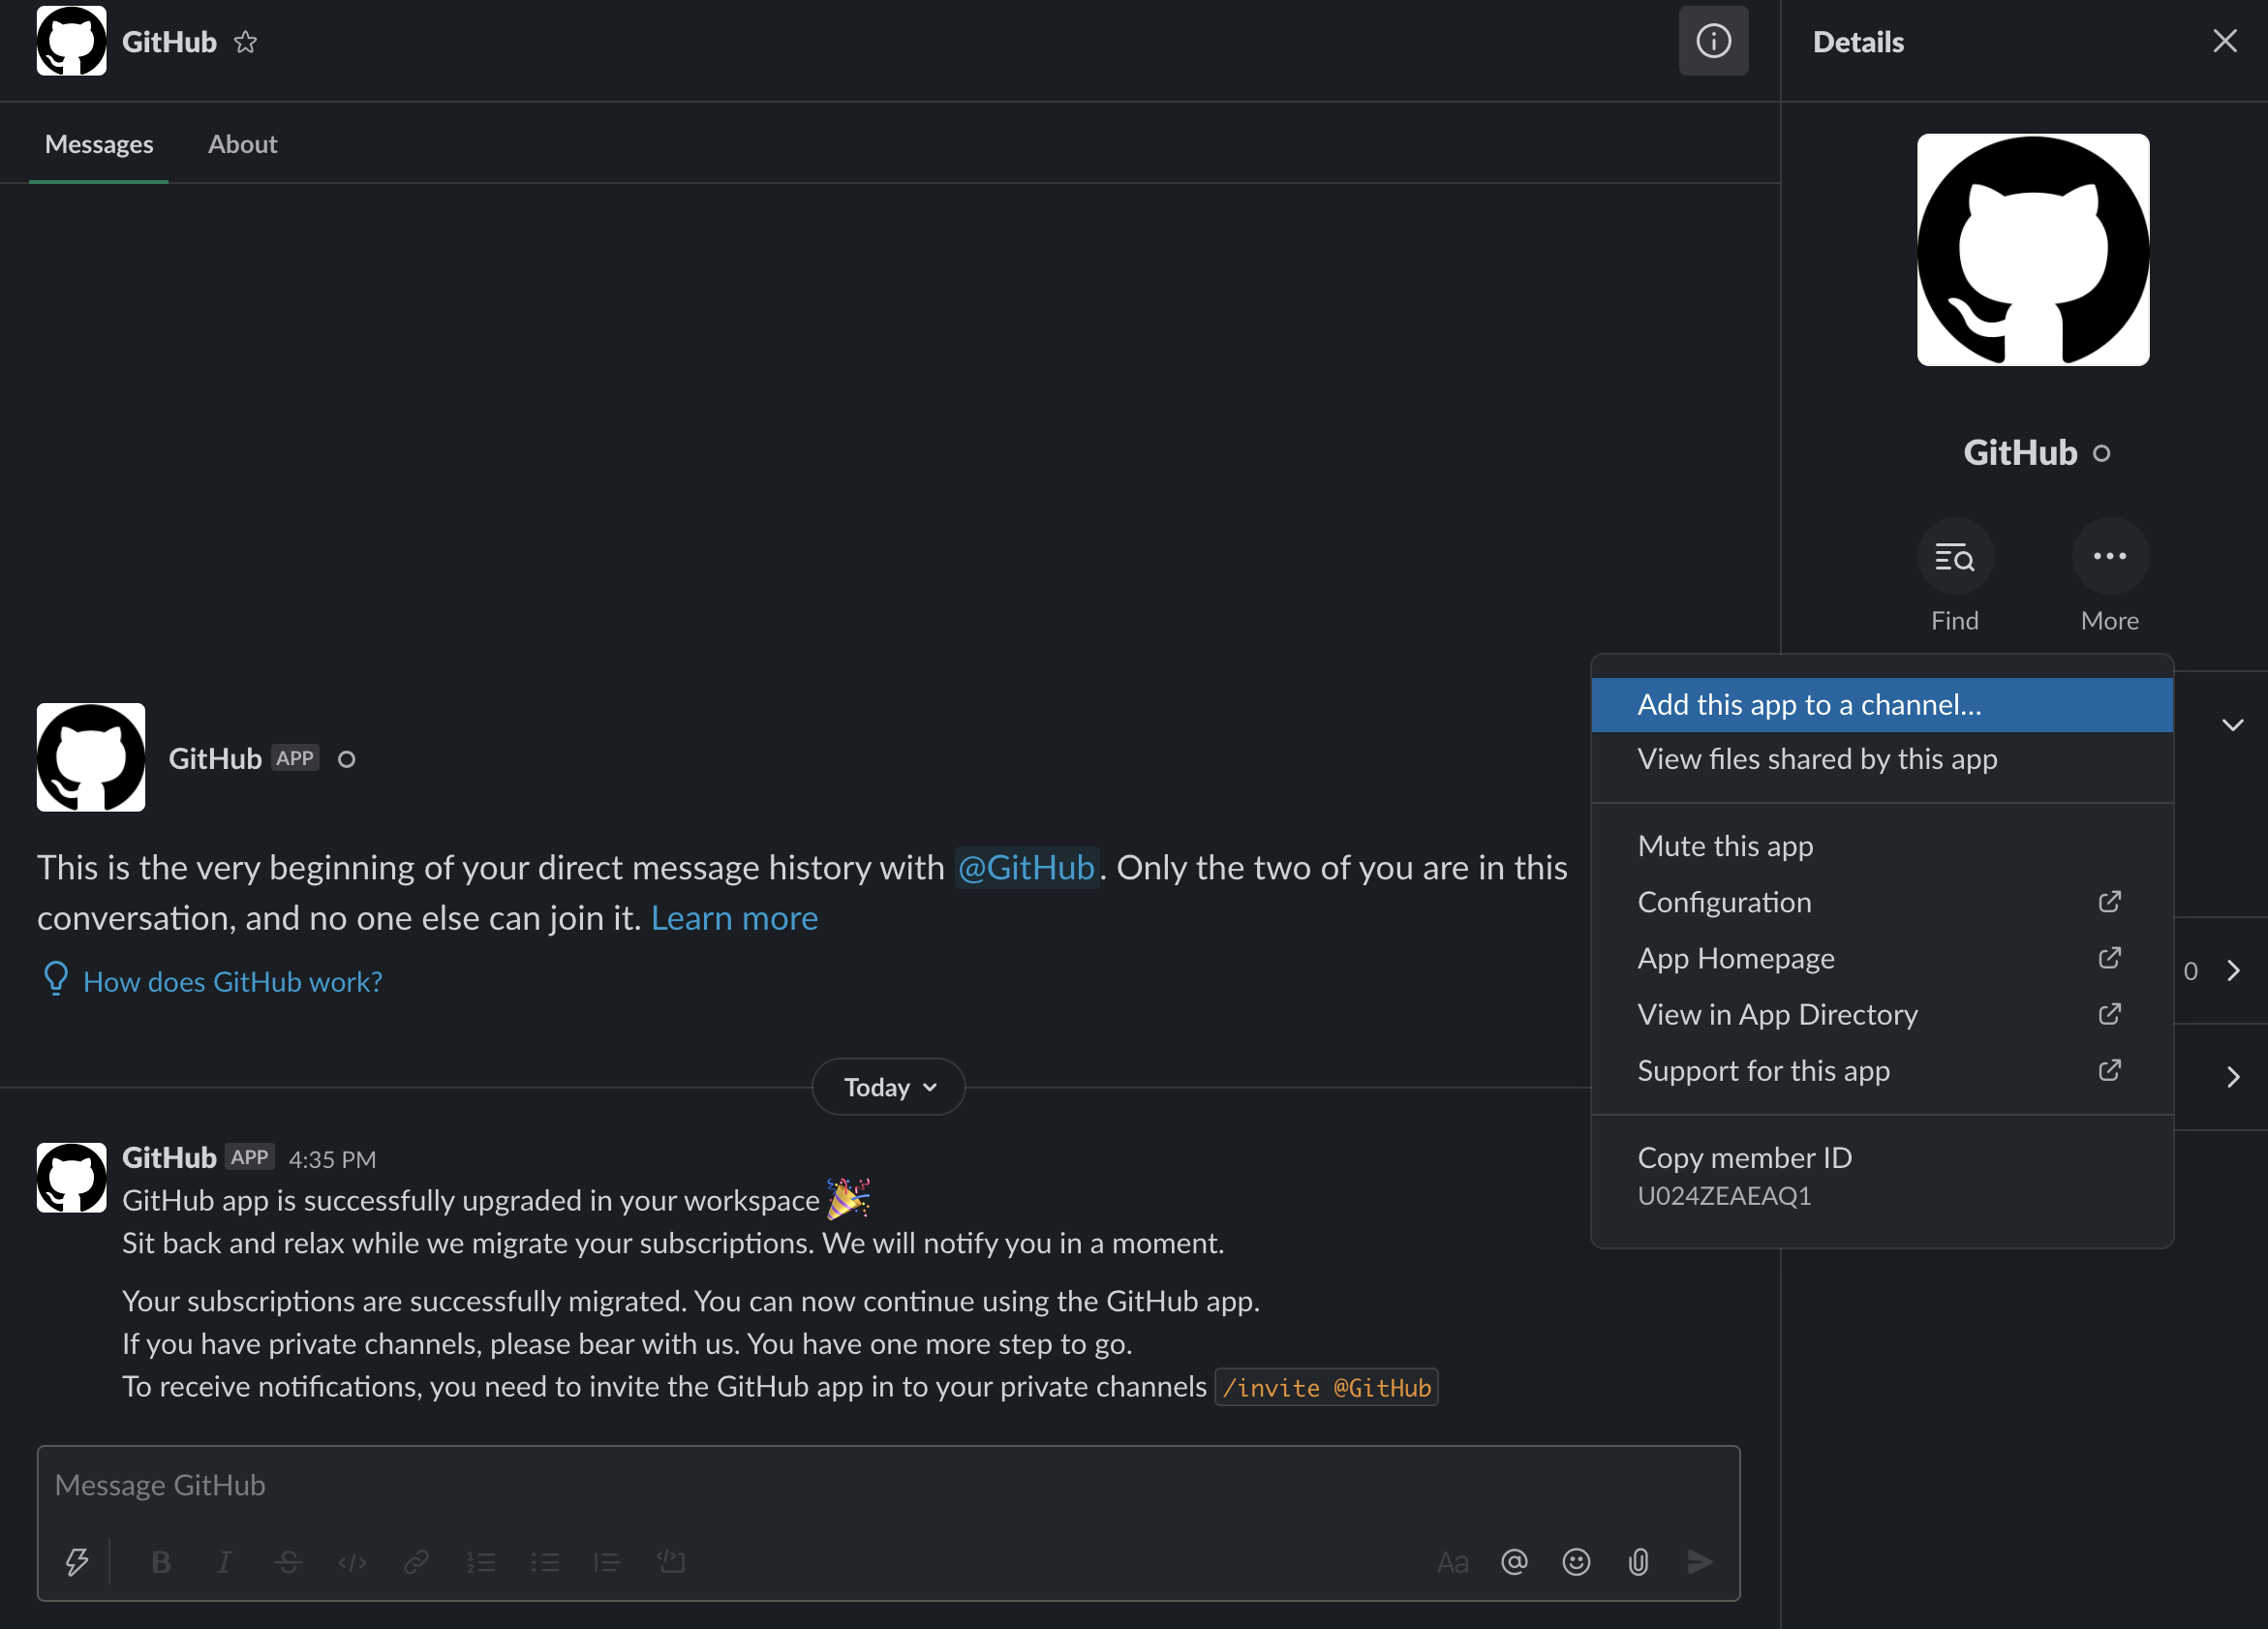 GitHub
Details
Messages
About
GitHub
Find
More
Add this app to a channel...
View files shared by this app
Mute this app
Configuration
App Homepage
View in App Directory
Support for this app
Copy member ID
U024ZEAEAQ1
0
GitHub APP
This is the very beginning of your direct message history with @GitHub. Only the two of you are in this
conversation, and no one else can join it. Learn more
How does GitHub work?
Today
GitHub APP 4:35 PM
GitHub app is successfully upgraded in your workspace 🎉
Sit back and relax while we migrate your subscriptions. We will notify you in a moment.
Your subscriptions are successfully migrated. You can now continue using the GitHub app.
If you have private channels, please bear with us. You have one more step to go.
To receive notifications, you need to invite the GitHub app in to your private channels /invite @GitHub
Message GitHub
B I S Aa @